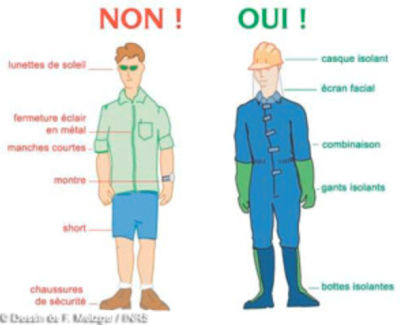 NON !
OUI !
lunettes de soleil
fermeture éclair
en métal
manches courtes
montre
short
chaussures
de sécurité
casque isolant
écran facial
combinaison
gants isolants
bottes isolantes
© Dessin de F. Metzger / INRS